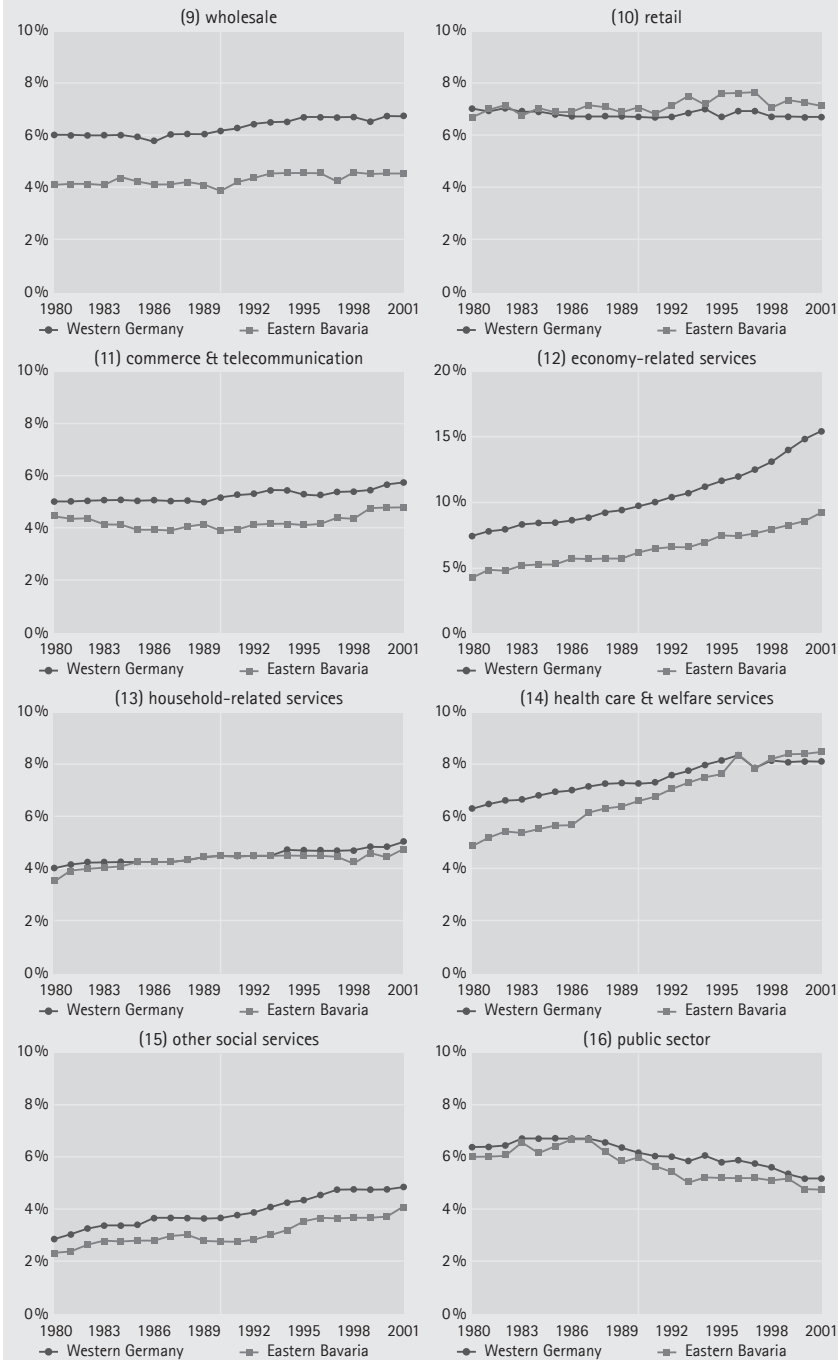 (9) wholesale
10%
8%
6%
4%
2%
0%
1980 1983 1986 1989 1992 1995 1998 2001
Western Germany Eastern Bavaria
(10) retail
10%
8%
6%
4%
2%
0%
1980 1983 1986 1989 1992 1995 1998 2001
Western Germany Eastern Bavaria
(11) commerce & telecommunication
10%
8%
6%
4%
2%
0%
1980 1983 1986 1989 1992 1995 1998 2001
Western Germany Eastern Bavaria
(12) economy-related services
20%
15%
10%
5%
0%
1980 1983 1986 1989 1992 1995 1998 2001
Western Germany Eastern Bavaria
(13) household-related services
10%
8%
6%
4%
2%
0%
1980 1983 1986 1989 1992 1995 1998 2001
Western Germany Eastern Bavaria
(14) health care & welfare services
10%
8%
6%
4%
2%
0%
1980 1983 1986 1989 1992 1995 1998 2001
Western Germany Eastern Bavaria
(15) other social services
10%
8%
6%
4%
2%
0%
1980 1983 1986 1989 1992 1995 1998 2001
Western Germany Eastern Bavaria
(16) public sector
10%
8%
6%
4%
2%
0%
1980 1983 1986 1989 1992 1995 1998 2001
Western Germany Eastern Bavaria